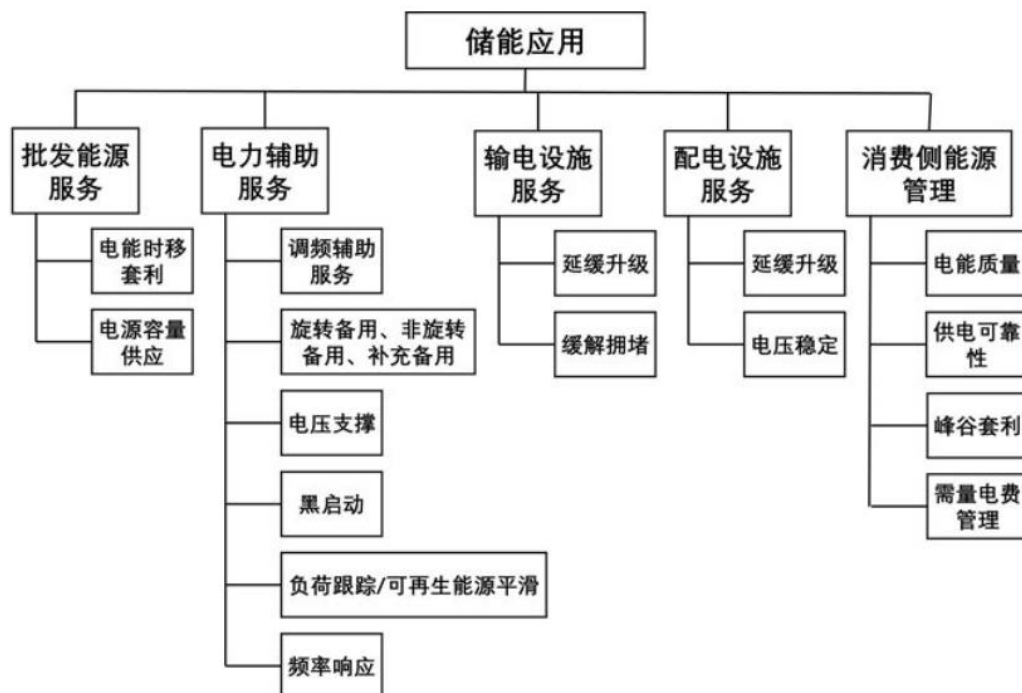 储能应用
批发能源
服务
电力辅助
服务
输电设施
服务
配电设施
服务
消费侧能源
管理
电能时移
套利
电源容量
供应
调频辅助
服务
旋转备用、非旋转
备用、补充备用
电压支撑
黑启动
负荷跟踪/可再生能源平滑
频率响应
延缓升级
缓解拥堵
延缓升级
电压稳定
电能质量
供电可靠
性
峰谷套利
需量电费
管理